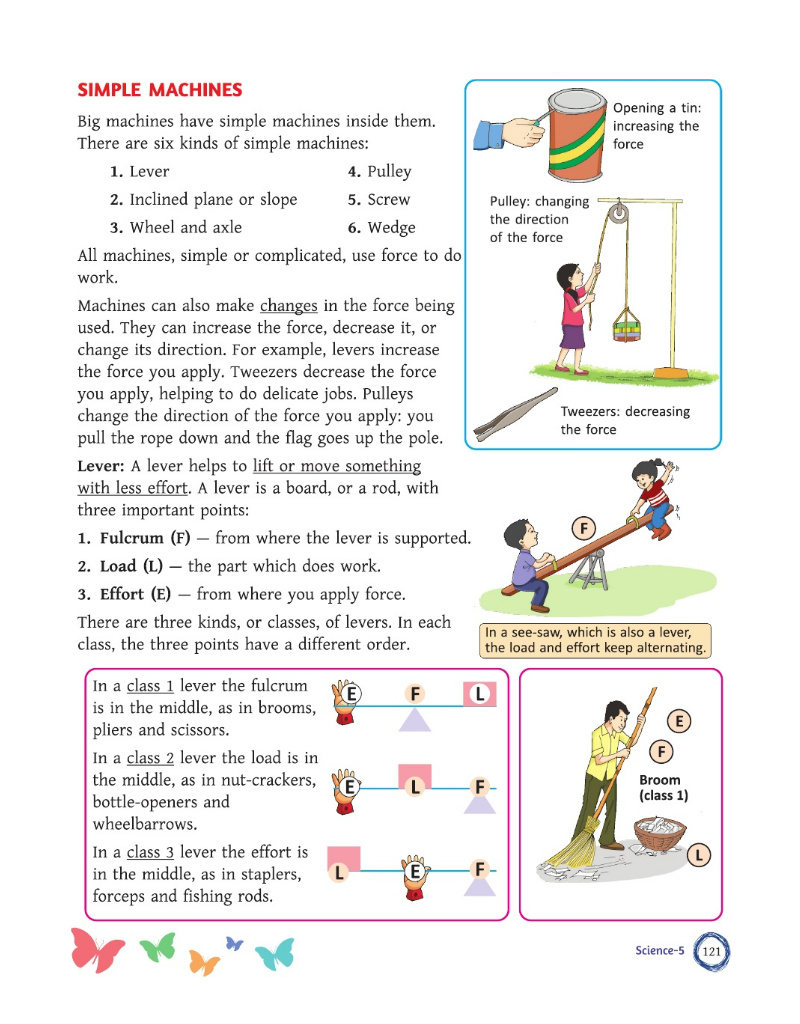 SIMPLE MACHINES
Big machines have simple machines inside them.
There are six kinds of simple machines:
1. Lever
2. Inclined plane or slope
3. Wheel and axle
4. Pulley
5. Screw
6. Wedge
All machines, simple or complicated, use force to do
work.
Machines can also make changes in the force being
used. They can increase the force, decrease it, or
change its direction. For example, levers increase
the force you apply. Tweezers decrease the force
you apply, helping to do delicate jobs. Pulleys
change the direction of the force you apply: you
pull the rope down and the flag goes up the pole.
Lever: A lever helps to lift or move something
with less effort. A lever is a board, or a rod, with
three important points:
1. Fulcrum (F) — from where the lever is supported.
2. Load (L) — the part which does work.
3. Effort (E) — from where you apply force.
There are three kinds, or classes, of levers. In each
class, the three points have a different order.
Opening a tin:
increasing the
force
Pulley: changing
the direction
of the force
Tweezers: decreasing
the force
F
In a see-saw, which is also a lever,
the load and effort keep alternating.
In a class 1 lever the fulcrum
is in the middle, as in brooms,
pliers and scissors.
E F L
In a class 2 lever the load is in
the middle, as in nut-crackers,
bottle-openers and
wheelbarrows.
E L F
In a class 3 lever the effort is
in the middle, as in staplers,
forceps and fishing rods.
L E F
E
F
Broom
(class 1)
L
Science-5 121